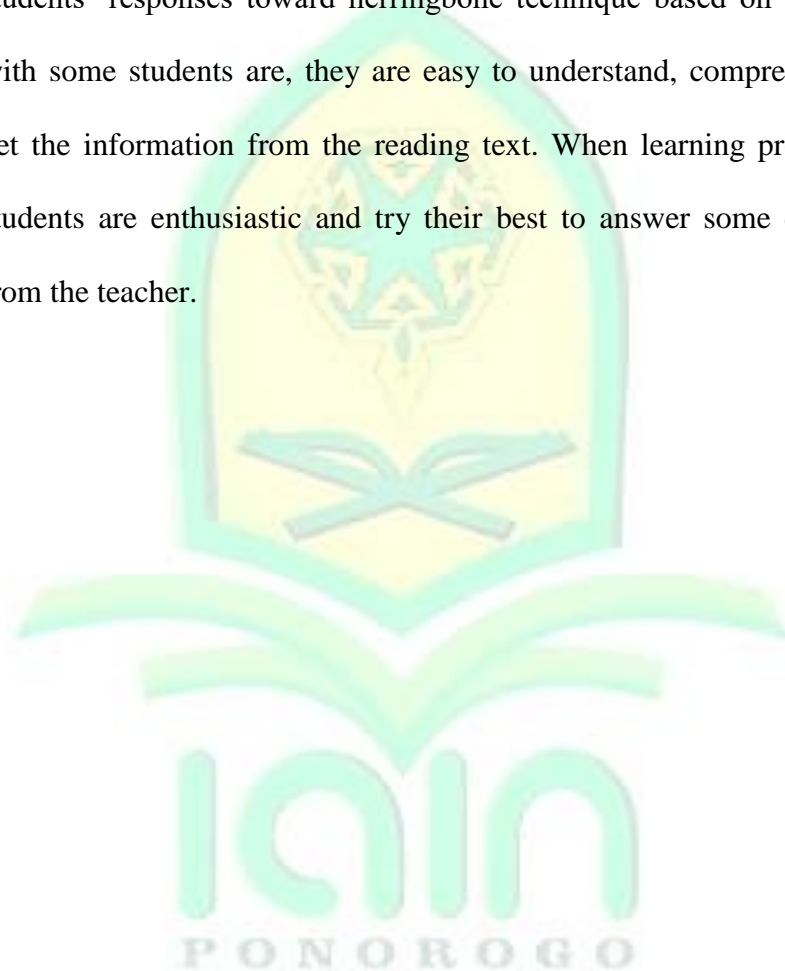 tudents' responses toward herringbone technique based on
with some students are, they are easy to understand, compre
et the information from the reading text. When learning pr
tudents are enthusiastic and try their best to answer some
rom the teacher.
iain
PONOROGO